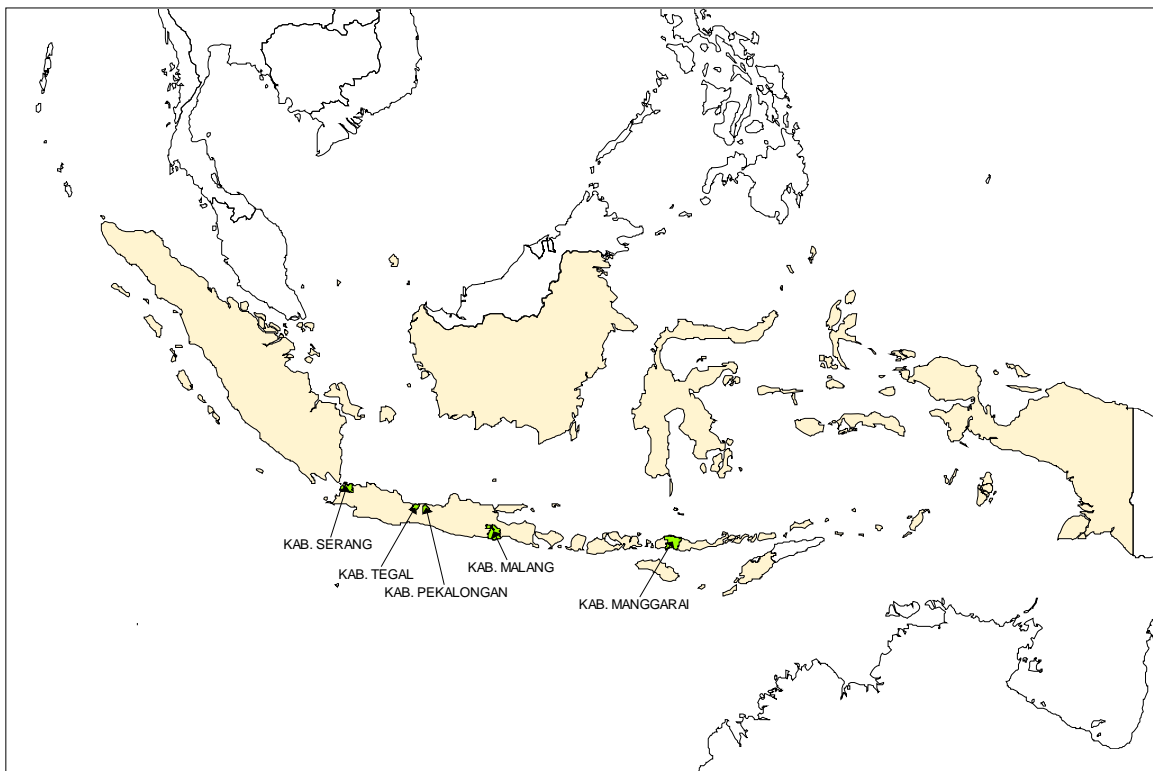 KAB. SERANG
KAB. TEGAL
KAB. MALANG
KAB. PEKALONGAN
KAB. MANGGARAI